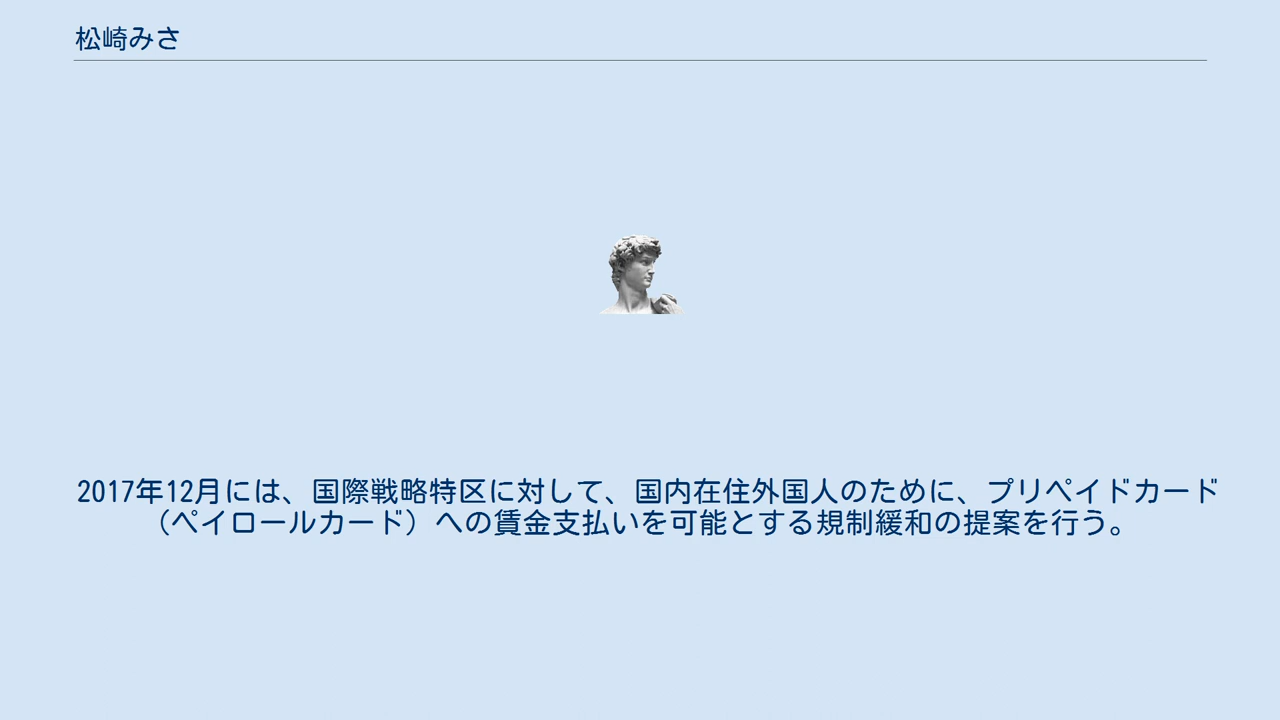 松崎みさ
2017年12月には、国際戦略特区に対して、国内在住外国人のために、プリペイドカード
（ペイロールカード）への賃金支払いを可能とする規制緩和の提案を行う。